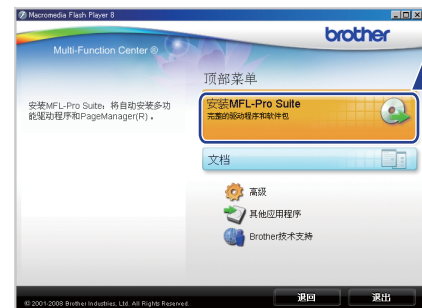 Macromedia Flash Player 8
brother
Multi-Function Center ®
顶部菜单
安装MFL-Pro Suite：将自动安装多功
能驱动程序和PageManager(R) 。
安装MFL-Pro Suite
完整的驱动程序和软件包
文档
高级
其他应用程序
Brother技术支持
© 2001-2008 Brother Industries, Ltd. All Rights Reserved.
退回
退出